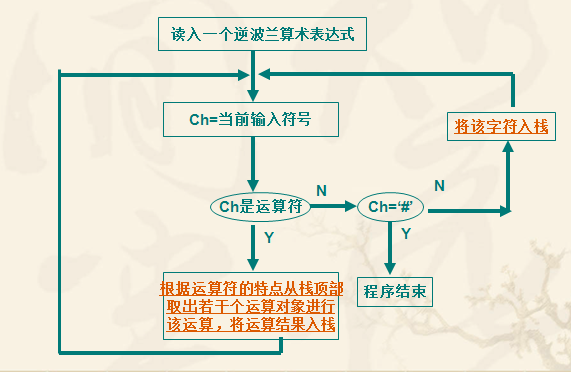 读入一个逆波兰算术表达式
Ch=当前输入符号
将该字符入栈
Ch是运算符
N
Ch=‘#’
N
Y
Y
根据运算符的特点从栈顶部
取出若干个运算对象进行
该运算，将运算结果入栈
程序结束